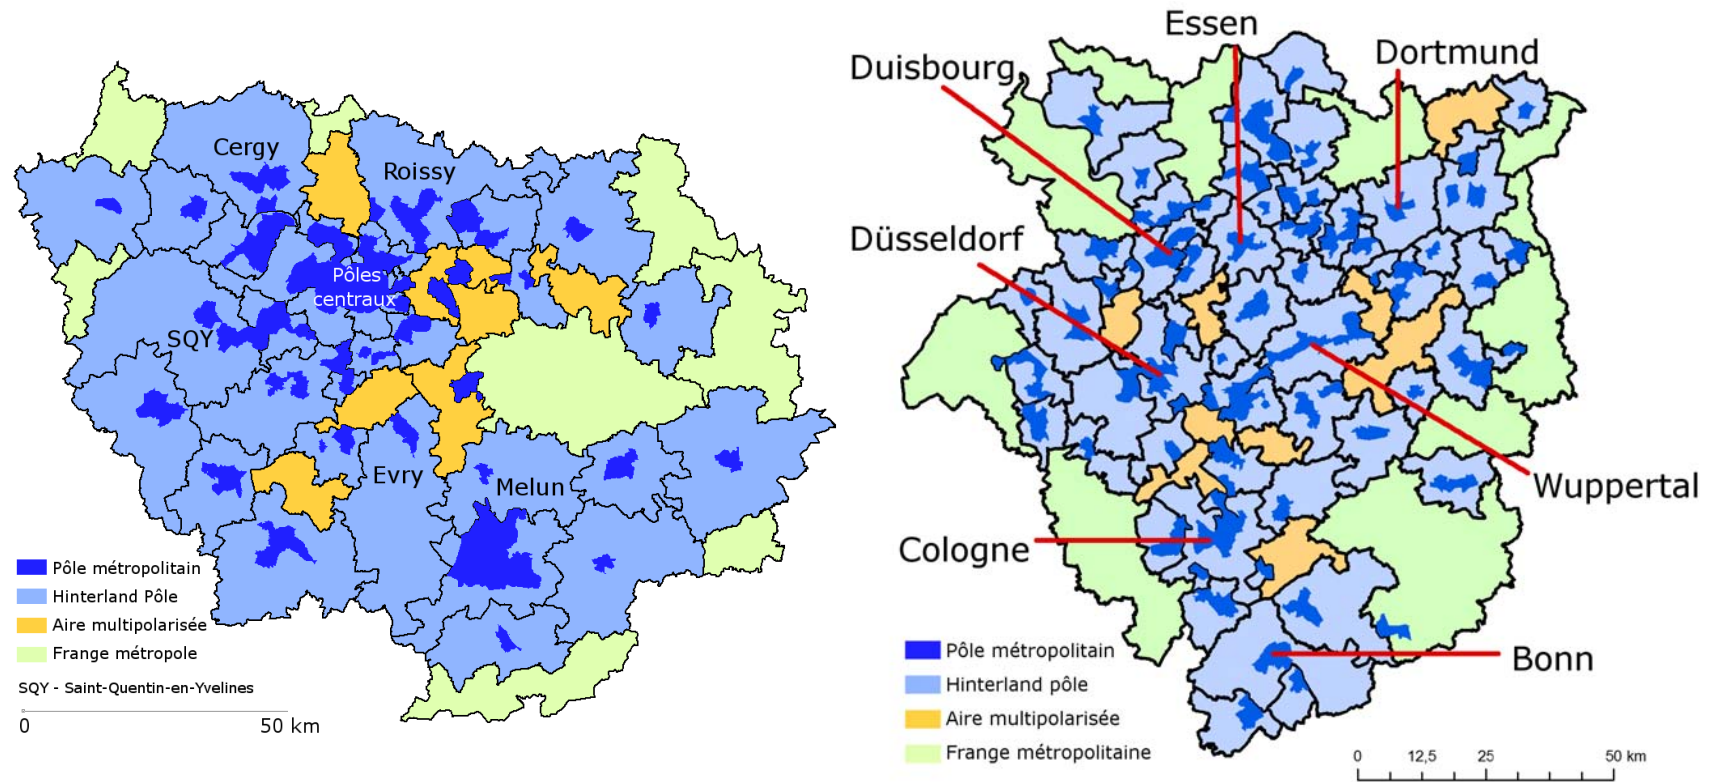 Cergy
Roissy
Pôles
centraux
SQY
Evry
Melun
Pôle métropolitain
Hinterland Pôle
Aire multipolarisée
Frange métropole
SQY - Saint-Quentin-en-Yvelines
0 50 km
Essen
Dortmund
Duisbourg
Düsseldorf
Wuppertal
Cologne
Bonn
Pôle métropolitain
Hinterland pôle
Aire multipolarisée
Frange métropolitaine
0 12,5 25 50 km